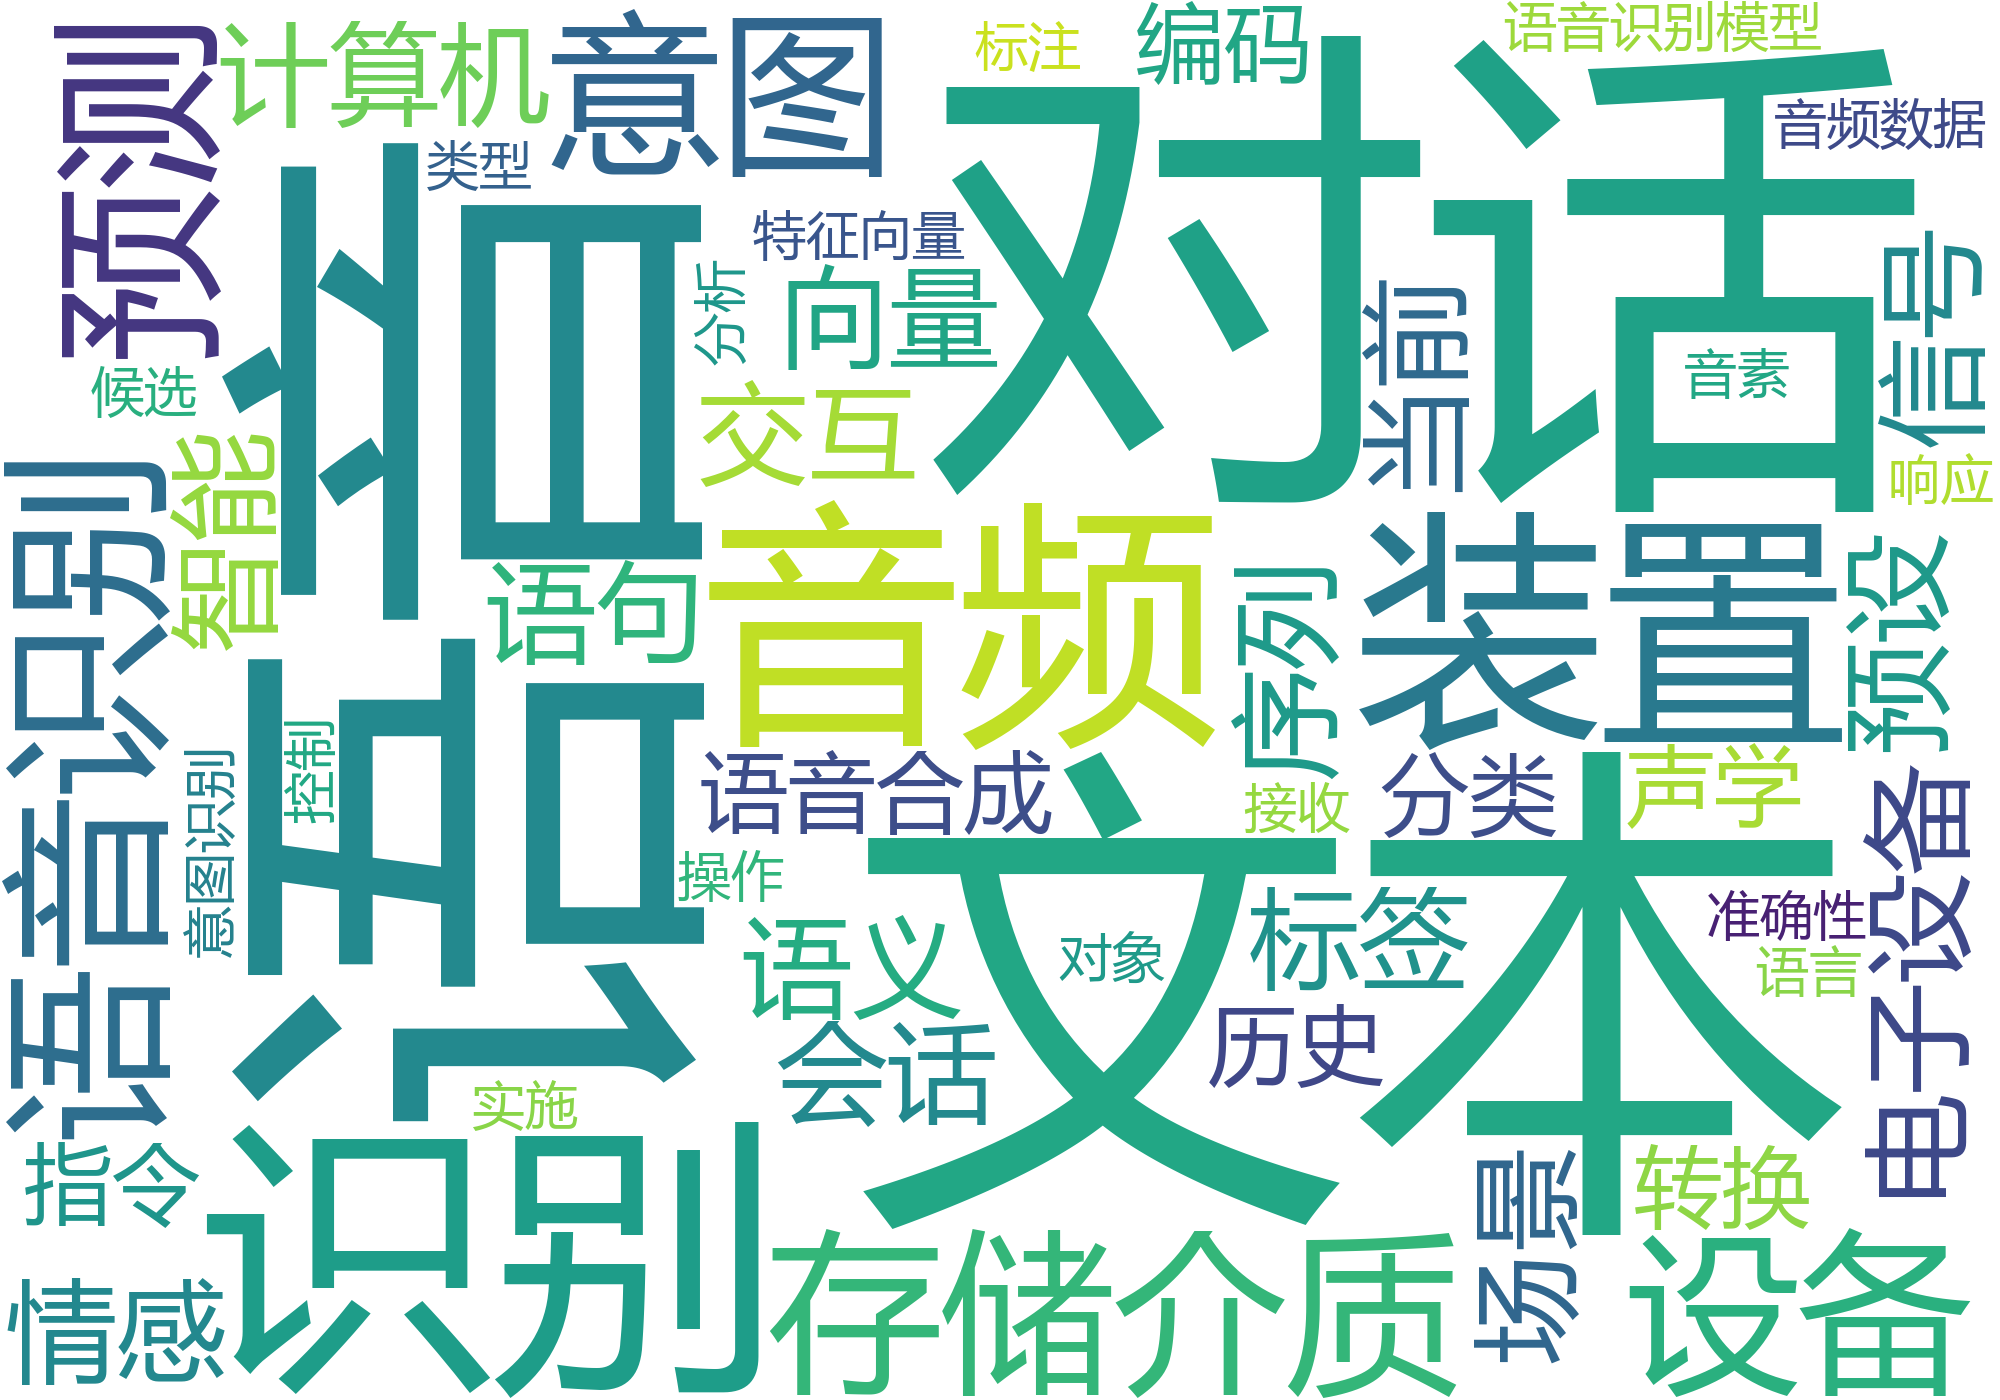 预测
计算机
意图
标注
编码
对话
语音识别模型
音频数据
类型
特征向量
语音
分析
向量
当前
信号
音素
候选
交互
响应
智能
音频
装置
语音识别
语句
序列
预设
意图识别
控制
语音合成
接收
分类
声学
电子设备
操作
文本
语义
对象
标签
准确性
语言
识别
会话
历史
实施
指令
场景
转换
情感
存储介质
设备